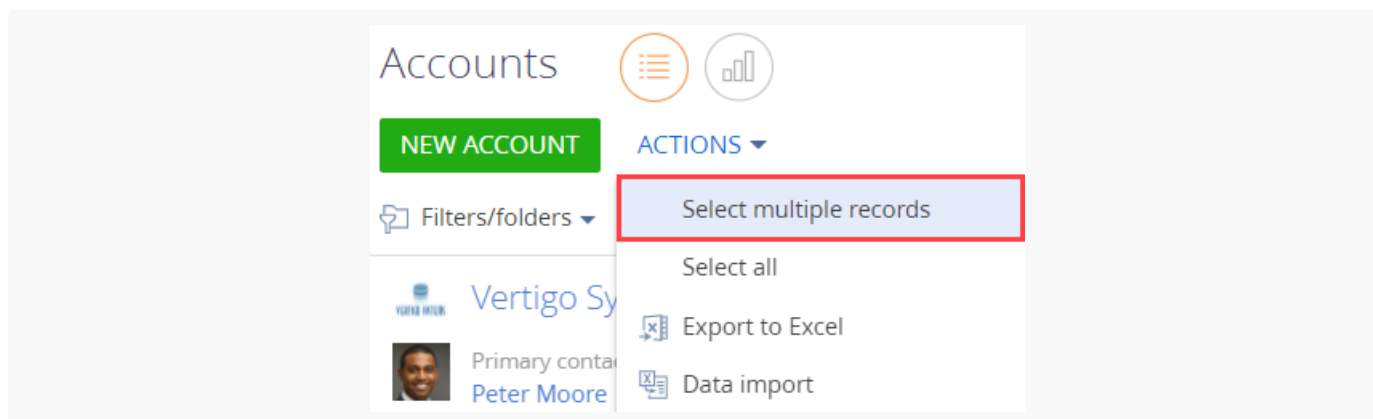 Accounts
NEW ACCOUNT
ACTIONS
Filters/folders
Select multiple records
Select all
Export to Excel
Data import
Vertigo Sy
Primary conta
Peter Moore